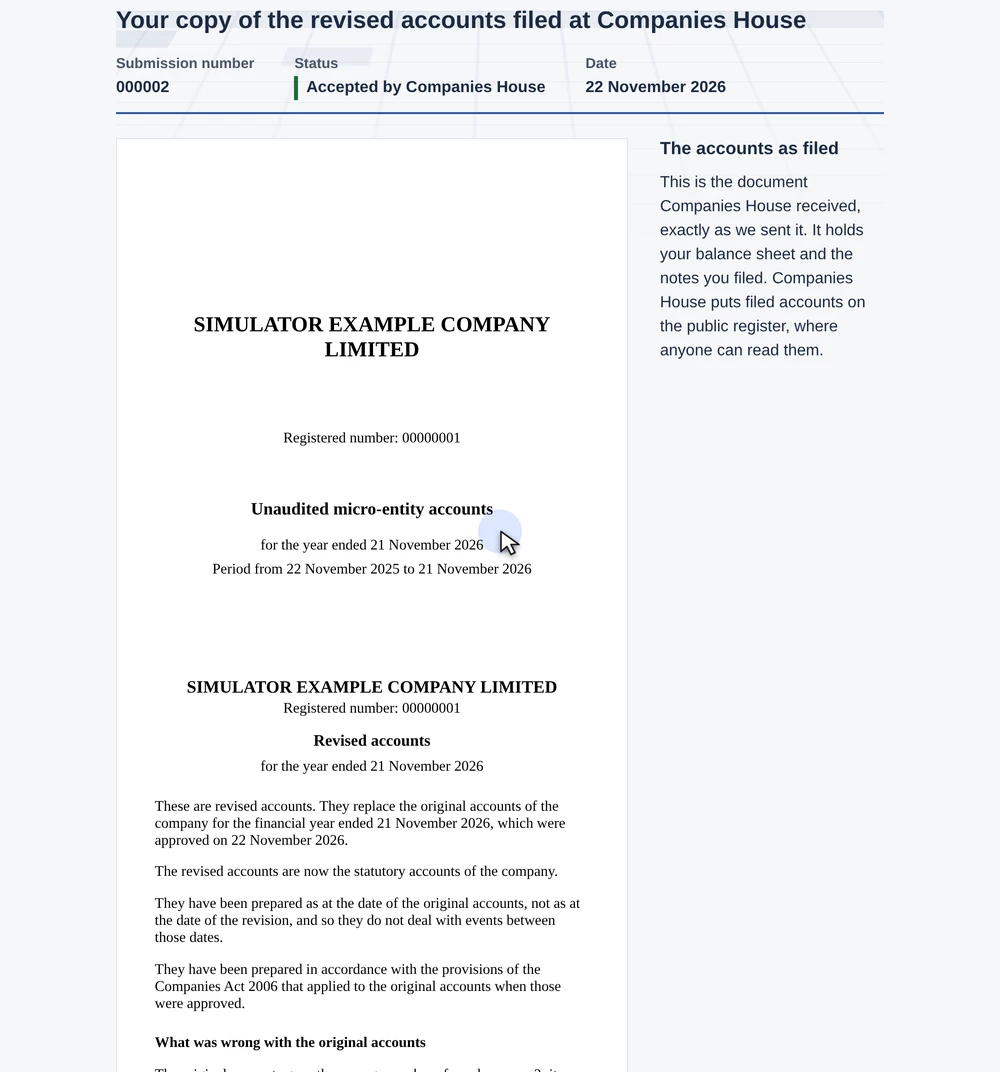 Your copy of the revised accounts filed at Companies House
Submission number
000002
Status
Accepted by Companies House
Date
22 November 2026
SIMULATOR EXAMPLE COMPANY
LIMITED
Registered number: 00000001
Unaudited micro-entity accounts
for the year ended 21 November 2026
Period from 22 November 2025 to 21 November 2026
SIMULATOR EXAMPLE COMPANY LIMITED
Registered number: 00000001
Revised accounts
for the year ended 21 November 2026
These are revised accounts. They replace the original accounts of the
company for the financial year ended 21 November 2026, which were
approved on 22 November 2026.
The revised accounts are now the statutory accounts of the company.
They have been prepared as at the date of the original accounts, not as at
the date of the revision, and so they do not deal with events between
those dates.
They have been prepared in accordance with the provisions of the
Companies Act 2006 that applied to the original accounts when those
were approved.
What was wrong with the original accounts
The accounts as filed
This is the document
Companies House received,
exactly as we sent it. It holds
your balance sheet and the
notes you filed. Companies
House puts filed accounts on
the public register, where
anyone can read them.